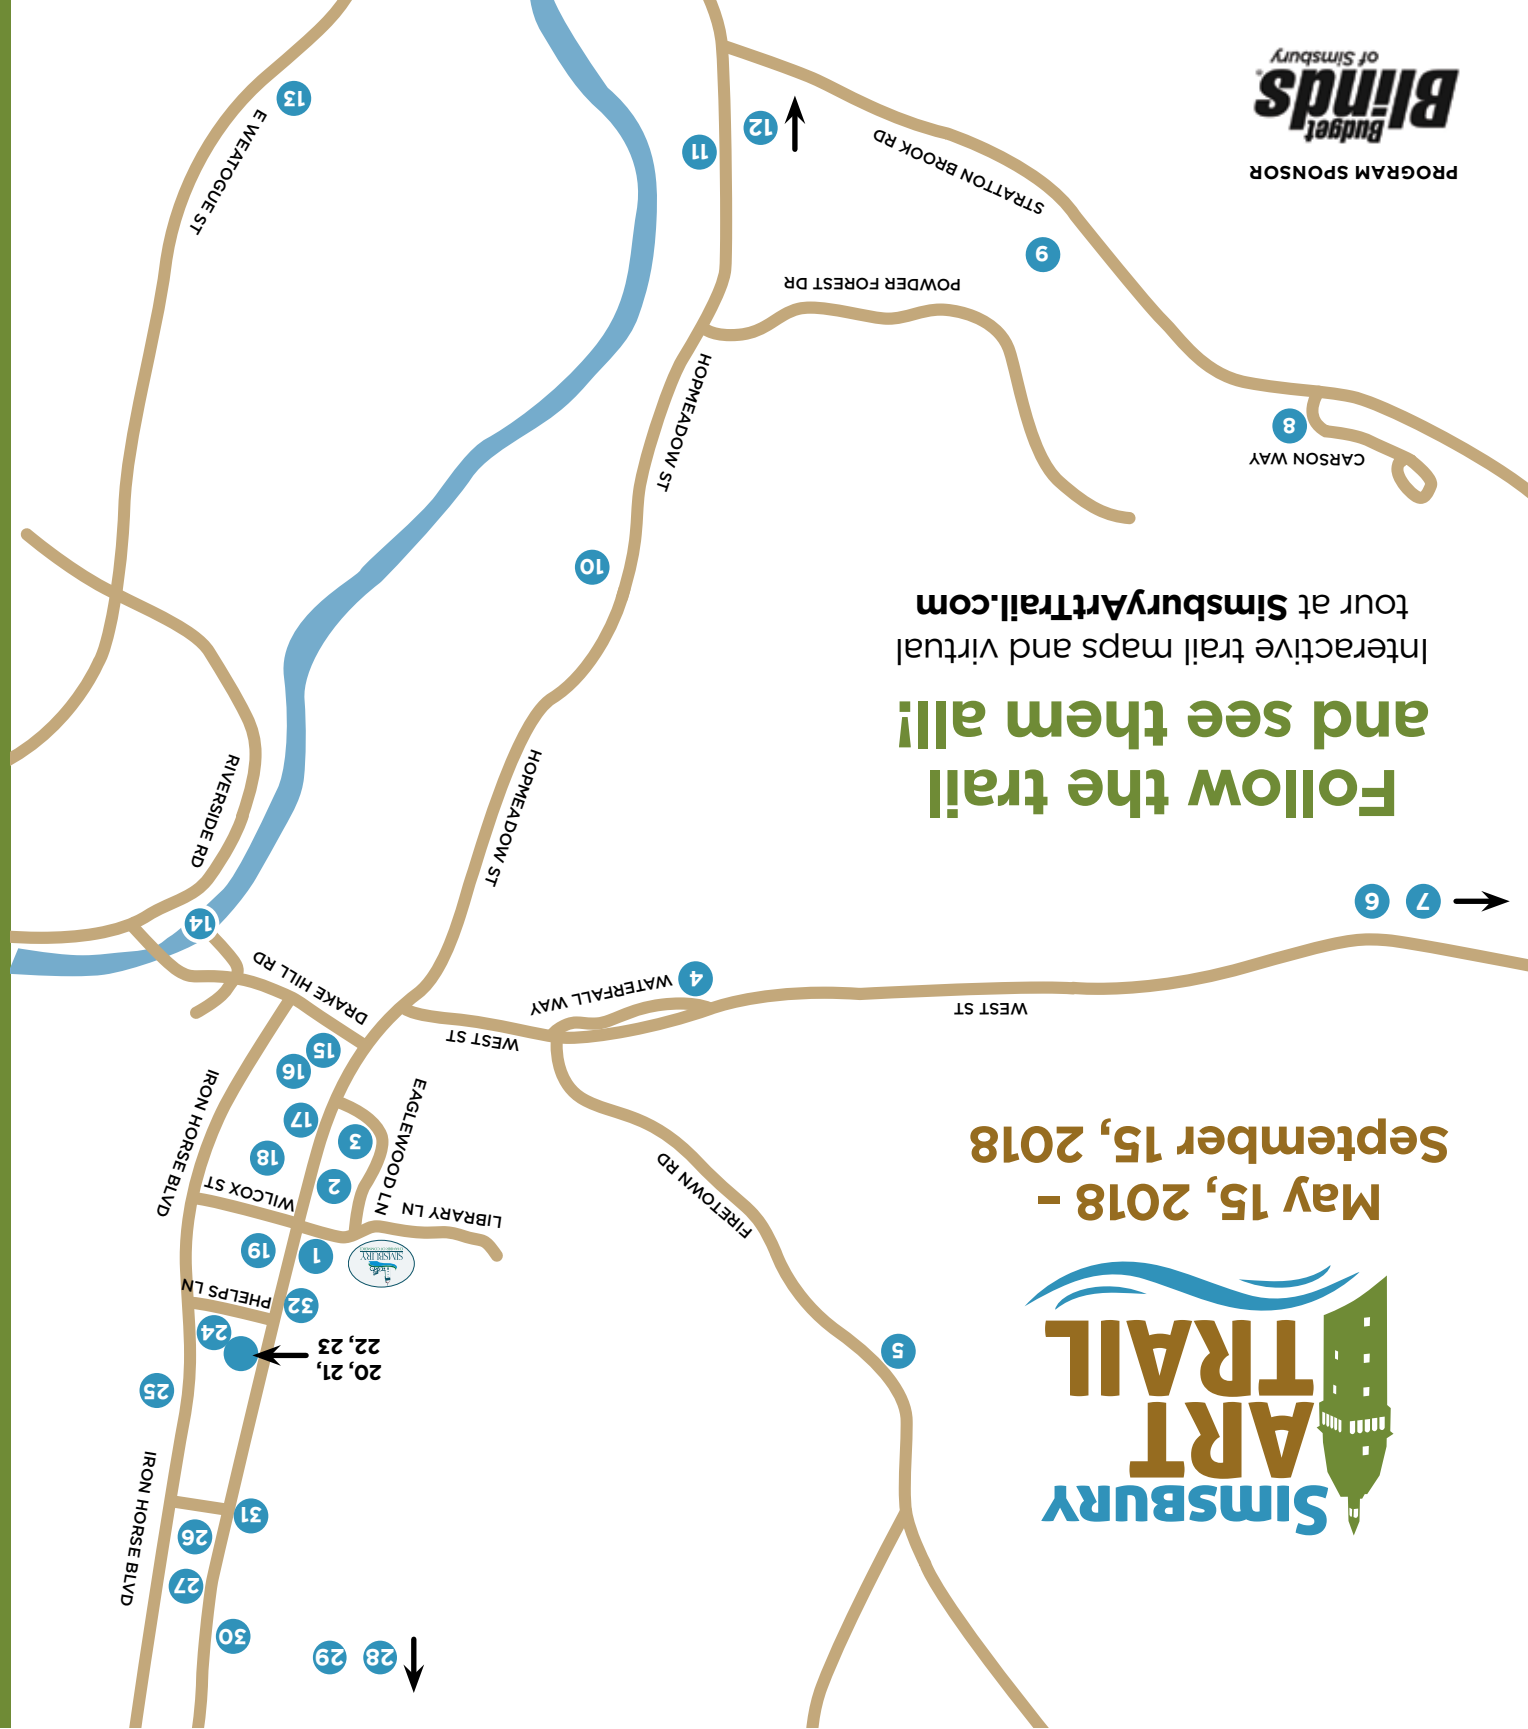 SIMSBURY
ART
TRAIL
May 15, 2018 –
September 15, 2018
Follow the trail
and see them all!
Interactive trail maps and virtual
tour at SimsburyArtTrail.com
PROGRAM SPONSOR
Budget
Blinds®
of Simsbury
28
29
30
27
26
31
IRON HORSE BLVD
25
20, 21,
22, 23
24
32
PHELPS LN
1
19
SIMSBURY
LIBRARY LN
EAGLEWOOD LN
WILCOX ST
2
3
18
17
16
15
IRON HORSE BLVD
DRAKE HILL RD
14
RIVERSIDE RD
5
FIRETOWN RD
WEST ST
WEST ST
WATERFALL WAY
4
7
6
HOPMEADOW ST
10
HOPMEADOW ST
CARSON WAY
8
POWDER FOREST DR
9
STRATTON BROOK RD
11
12
13
E WEATOGUE ST